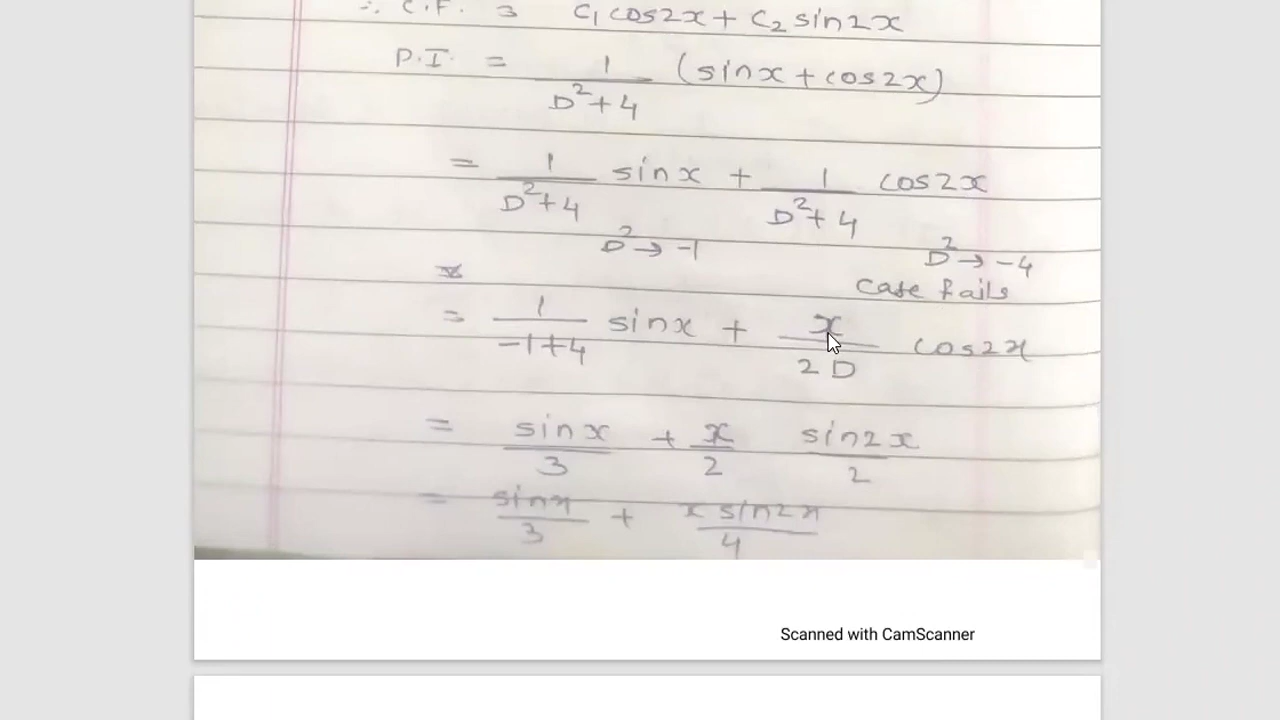 ∴ C.F. = C₁ cos2x + C₂ sin2x
P.I. = 1/(D²+4) (sinx + cos2x)
= 1/(D²+4) sinx + 1/(D²+4) cos2x
D² → -1 D² → -4
case fails
= 1/(-1+4) sinx + x/(2D) cos2x
= sinx/3 + x/2 sin2x/2
= sinx/3 + x sin2x/4
Scanned with CamScanner